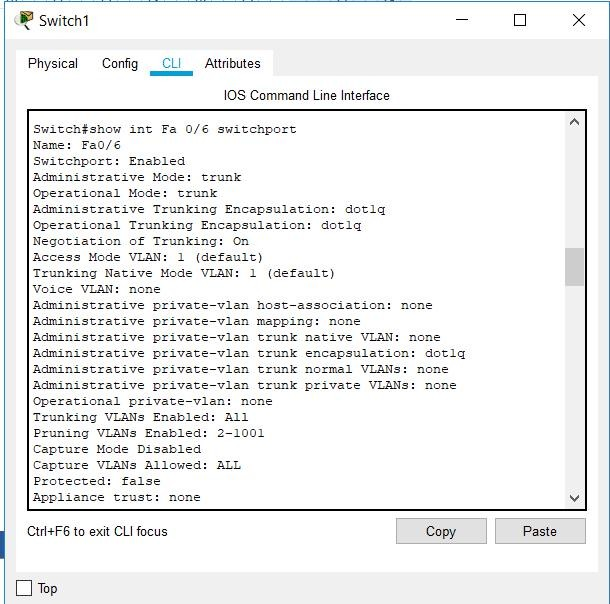 Switch1
Physical Config CLI Attributes
IOS Command Line Interface
Switch#show int Fa 0/6 switchport
Name: Fa0/6
Switchport: Enabled
Administrative Mode: trunk
Operational Mode: trunk
Administrative Trunking Encapsulation: dot1q
Operational Trunking Encapsulation: dot1q
Negotiation of Trunking: On
Access Mode VLAN: 1 (default)
Trunking Native Mode VLAN: 1 (default)
Voice VLAN: none
Administrative private-vlan host-association: none
Administrative private-vlan mapping: none
Administrative private-vlan trunk native VLAN: none
Administrative private-vlan trunk encapsulation: dot1q
Administrative private-vlan trunk normal VLANs: none
Administrative private-vlan trunk private VLANs: none
Operational private-vlan: none
Trunking VLANs Enabled: All
Pruning VLANs Enabled: 2-1001
Capture Mode Disabled
Capture VLANs Allowed: ALL
Protected: false
Appliance trust: none
Ctrl+F6 to exit CLI focus
Copy Paste
Top